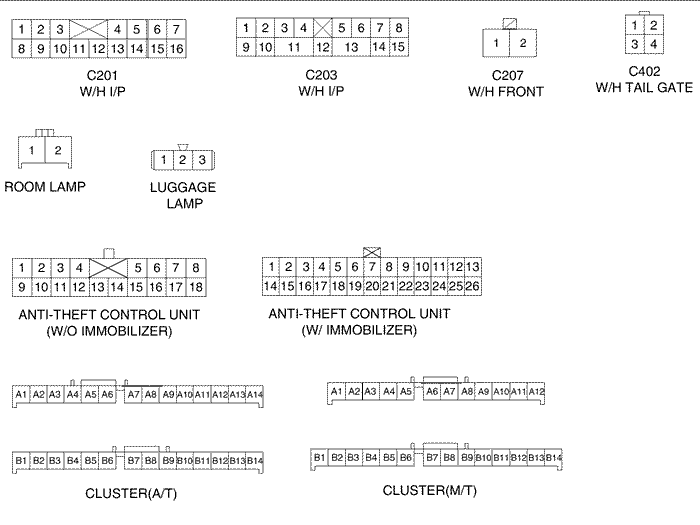 1 2 3 4 5 6 7
8 9 10 11 12 13 14 15 16
C201
W/H I/P
1 2 3 4 5 6 7 8
9 10 11 12 13 14 15
C203
W/H I/P
1 2
C207
W/H FRONT
1 2
3 4
C402
W/H TAIL GATE
1 2
ROOM LAMP
1 2 3
LUGGAGE
LAMP
1 2 3 4 5 6 7 8
9 10 11 12 13 14 15 16 17 18
ANTI-THEFT CONTROL UNIT
(W/O IMMOBILIZER)
1 2 3 4 5 6 7 8 9 10 11 12 13
14 15 16 17 18 19 20 21 22 23 24 25 26
ANTI-THEFT CONTROL UNIT
(W/ IMMOBILIZER)
A1 A2 A3 A4 A5 A6 A7 A8 A9 A10 A11 A12 A13 A14
B1 B2 B3 B4 B5 B6 B7 B8 B9 B10 B11 B12 B13 B14
CLUSTER(A/T)
A1 A2 A3 A4 A5 A6 A7 A8 A9 A10 A11 A12
B1 B2 B3 B4 B5 B6 B7 B8 B9 B10 B11 B12 B13 B14
CLUSTER(M/T)